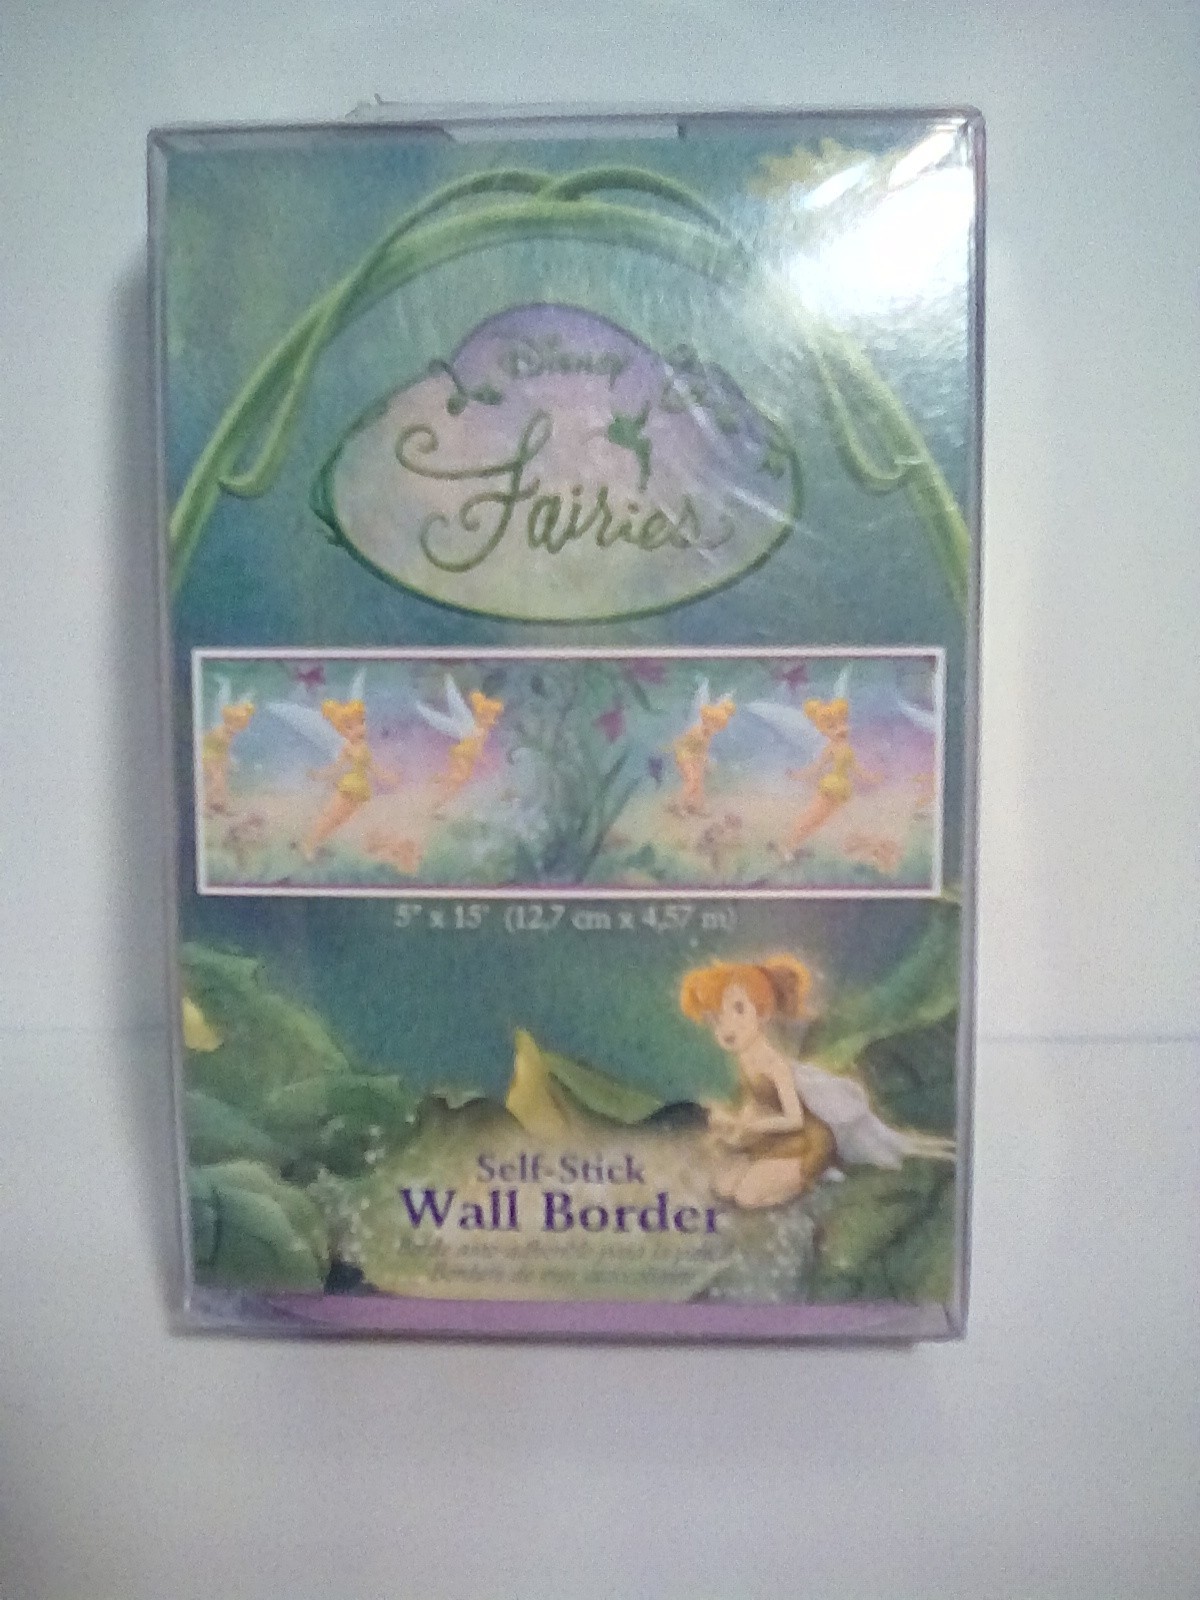 Disney
Fairies
5" x 15' (12,7 cm x 4,57 m)
Self-Stick
Wall Border